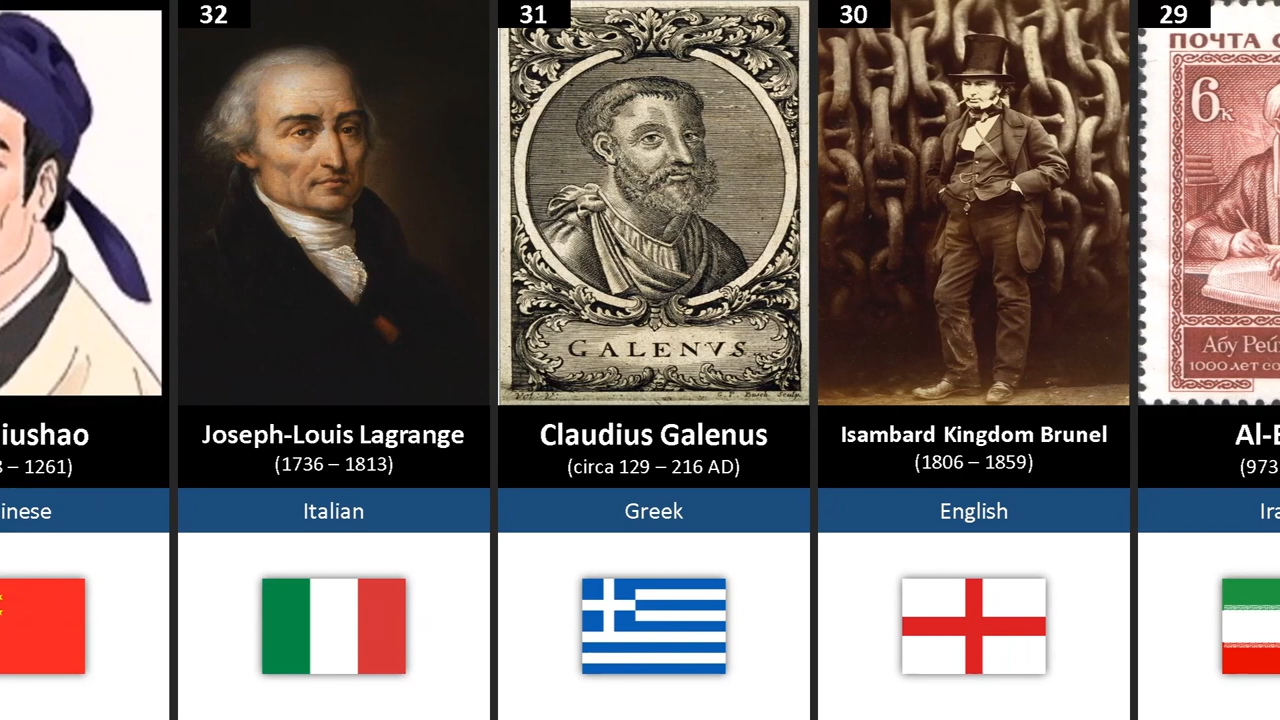 32
31
30
29
ПОЧТА С
6к
GALENVS
Абу Рей
1000 лет со
iushao
– 1261)
inese
Joseph-Louis Lagrange
(1736 – 1813)
Italian
Claudius Galenus
(circa 129 – 216 AD)
Greek
Isambard Kingdom Brunel
(1806 – 1859)
English
Al-
(973
Ira